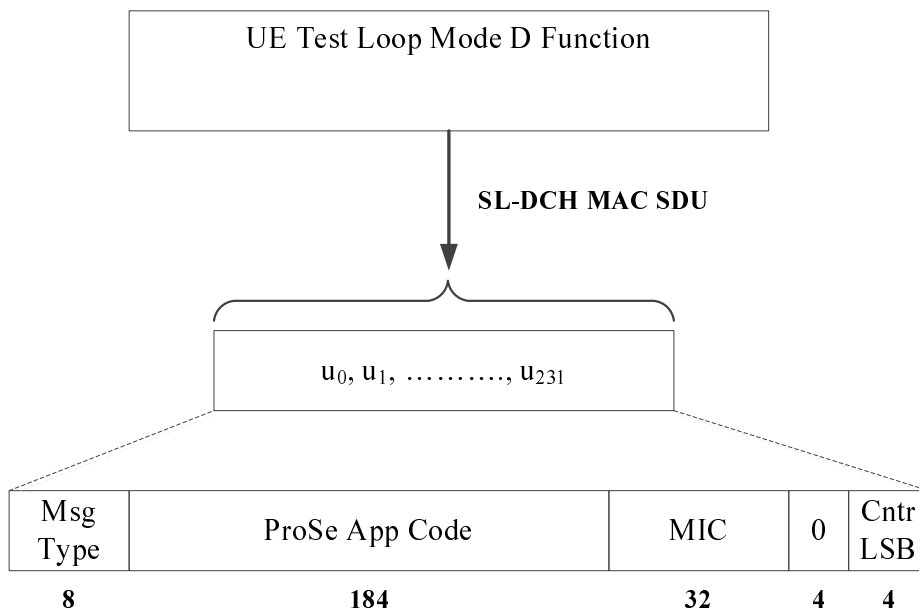 UE Test Loop Mode D Function
SL-DCH MAC SDU
u₀, u₁, ………., u₂₃₁
Msg Type
ProSe App Code
MIC
0
Cntr LSB
8
184
32
4
4